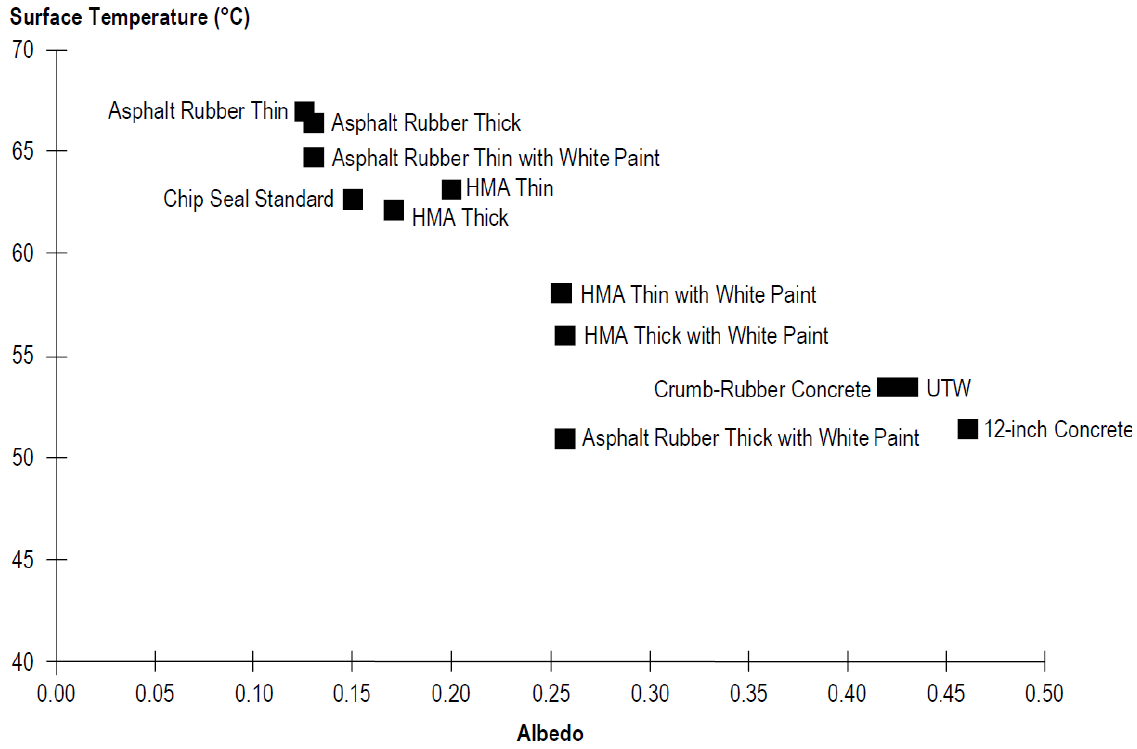 Surface Temperature (°C)
70
Asphalt Rubber Thin
Asphalt Rubber Thick
65
Asphalt Rubber Thin with White Paint
HMA Thin
Chip Seal Standard
HMA Thick
60
HMA Thin with White Paint
HMA Thick with White Paint
55
Crumb-Rubber Concrete
UTW
12-inch Concrete
Asphalt Rubber Thick with White Paint
50
45
40
0.00 0.05 0.10 0.15 0.20 0.25 0.30 0.35 0.40 0.45 0.50
Albedo